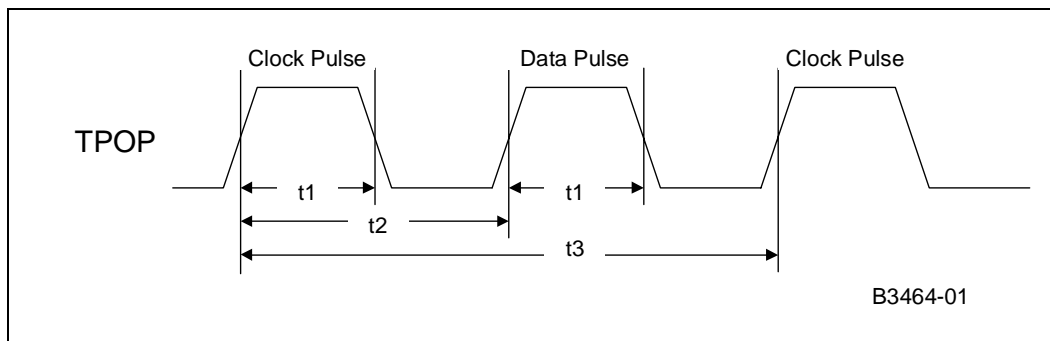 Clock Pulse Data Pulse Clock Pulse
TPOP
t1 t1
t2
t3
B3464-01